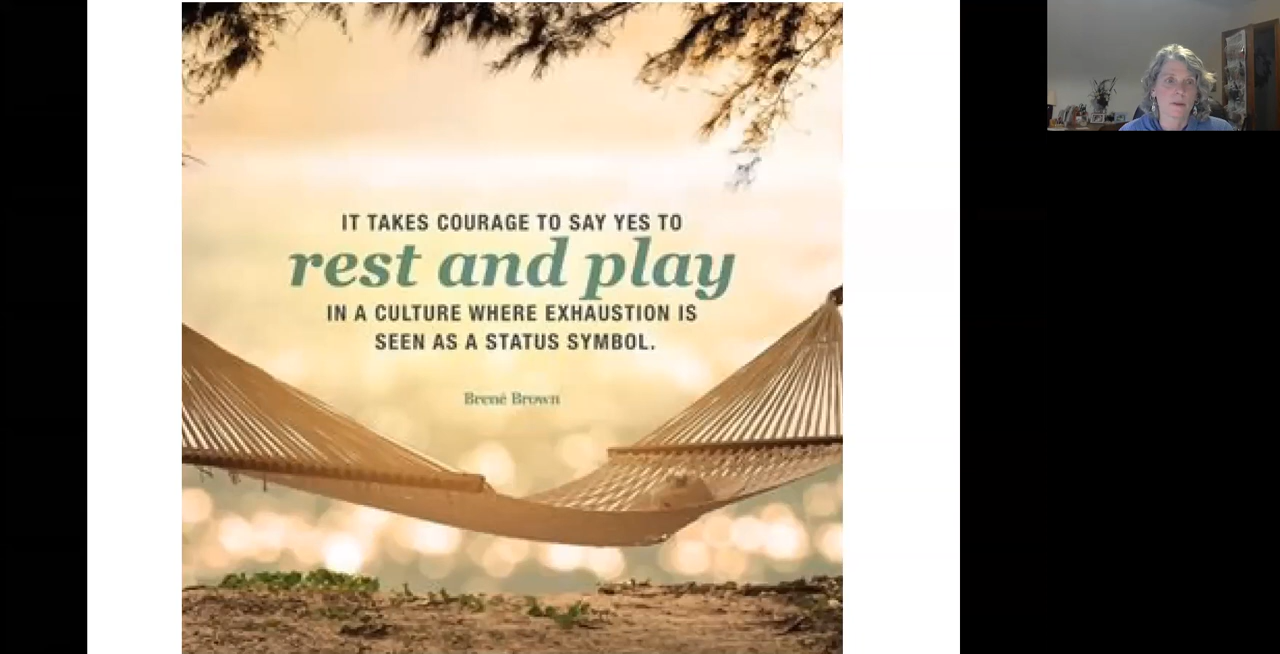 IT TAKES COURAGE TO SAY YES TO
rest and play
IN A CULTURE WHERE EXHAUSTION IS
SEEN AS A STATUS SYMBOL.
Brené Brown